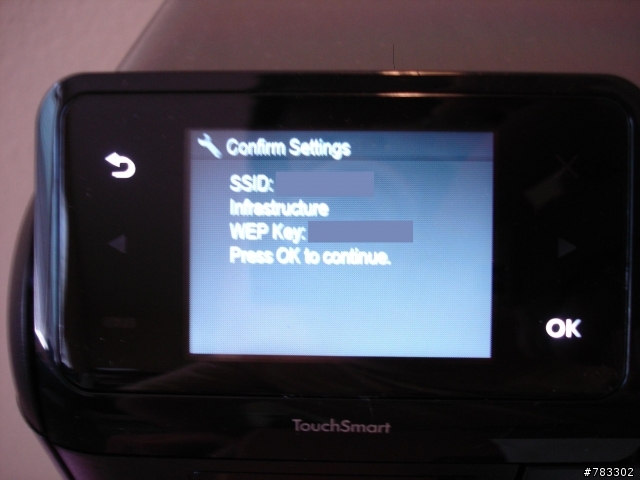 Confirm Settings
SSID:
Infrastructure
WEP Key:
Press OK to continue.
OK
TouchSmart
#783302